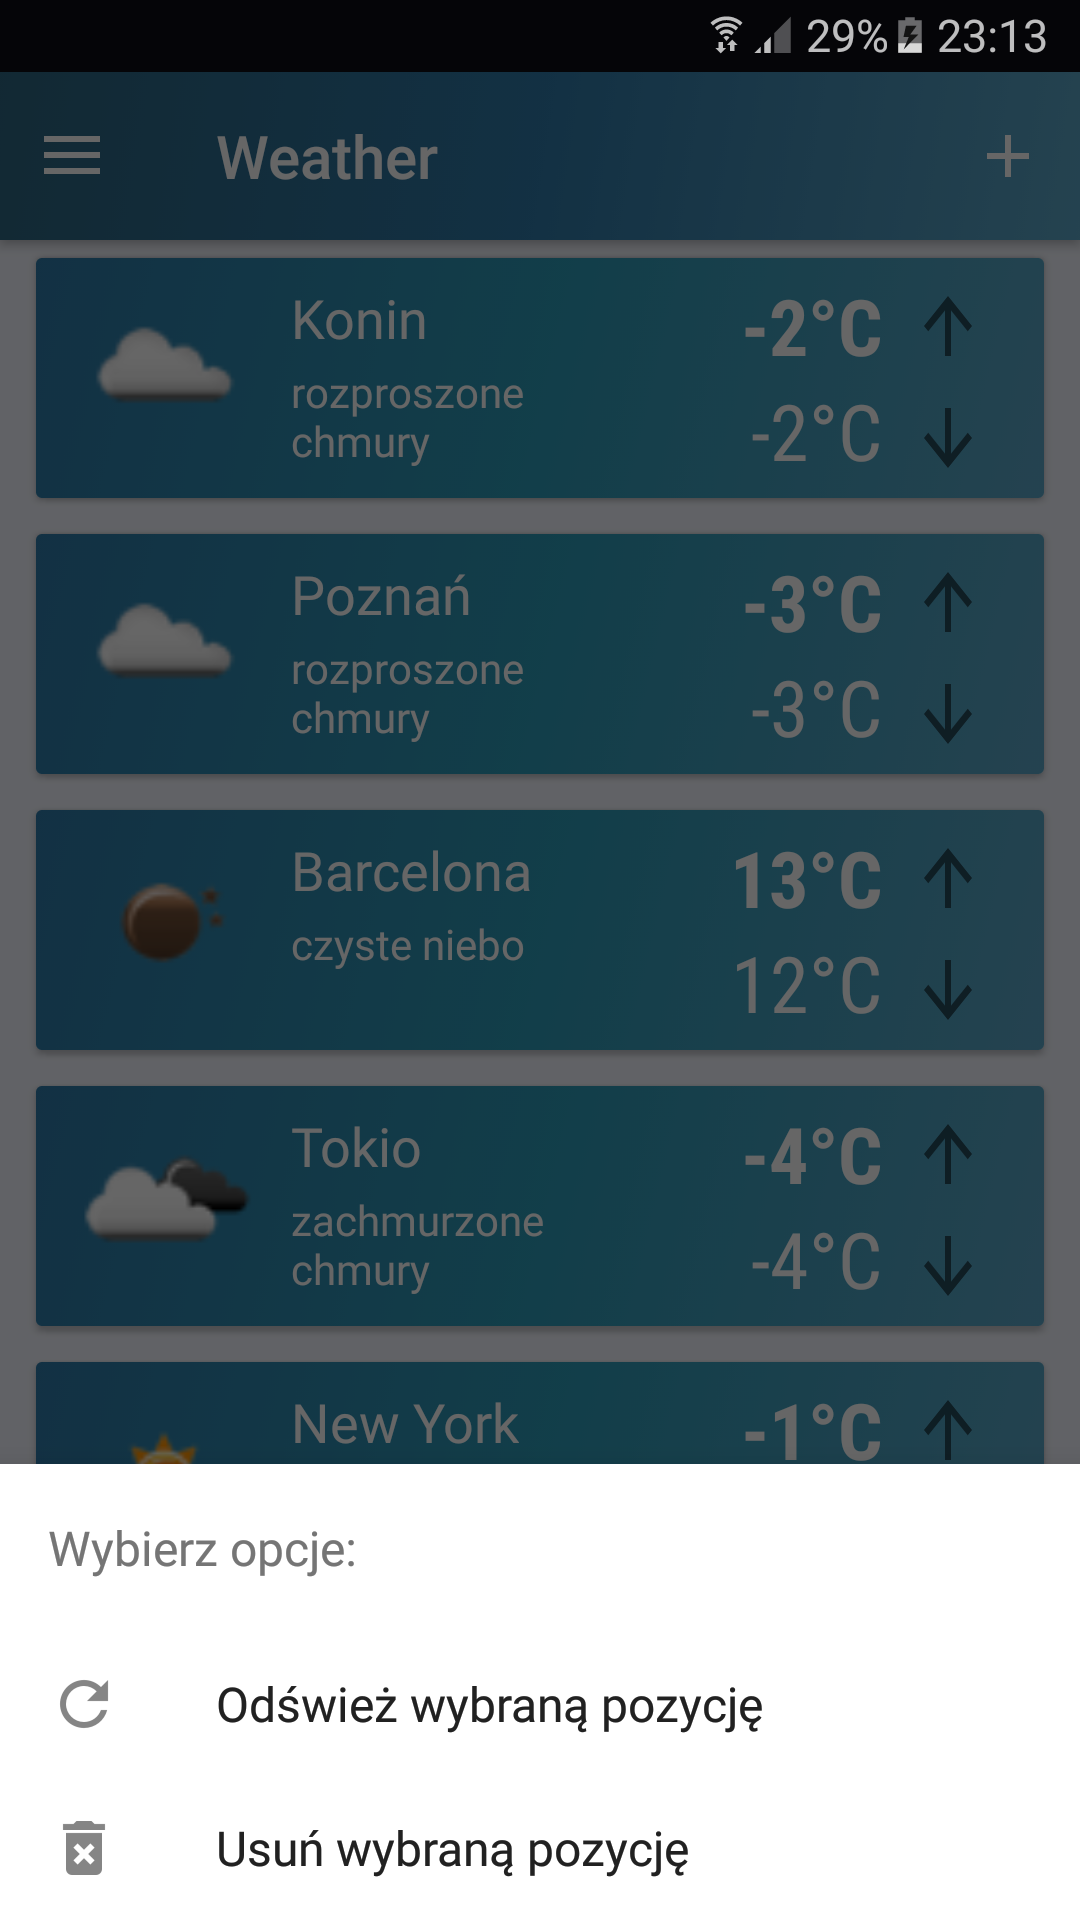 29% 23:13
Weather
Konin
-2°C
rozproszone
chmury
-2°C
Poznań
-3°C
rozproszone
chmury
-3°C
Barcelona
13°C
czyste niebo
12°C
Tokio
-4°C
zachmurzone
chmury
-4°C
New York
-1°C
Wybierz opcje:
Odśwież wybraną pozycję
Usuń wybraną pozycję